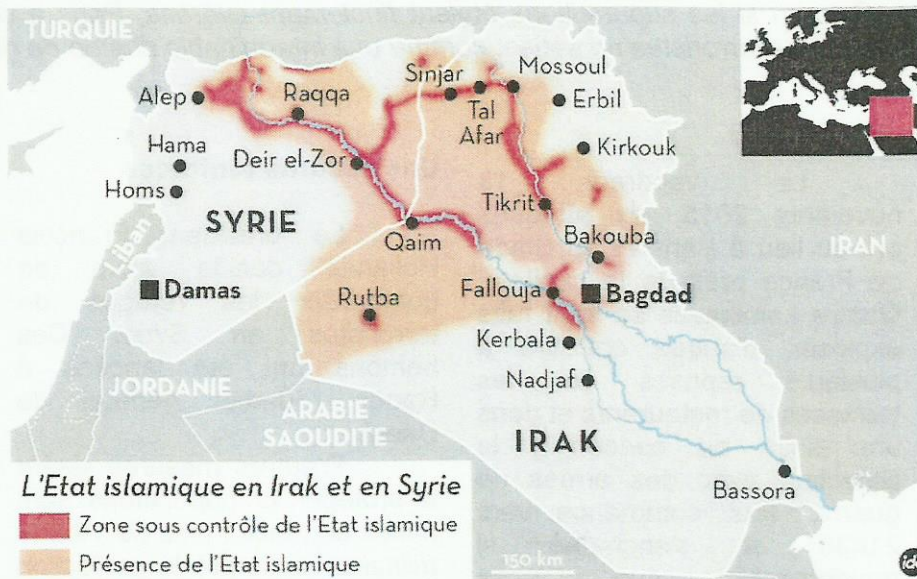 TURQUIE
Alep
Raqqa
Sinjar
Mossoul
Tal
Afar
Erbil
Hama
Homs
Deir el-Zor
Kirkouk
SYRIE
Tikrit
Qaim
Bakouba
IRAN
Liban
Damas
Rutba
Fallouja
Bagdad
Kerbala
Nadjaf
JORDANIE
ARABIE
SAOUDITE
IRAK
Bassora
L'Etat islamique en Irak et en Syrie
Zone sous contrôle de l'Etat islamique
Présence de l'Etat islamique
150 km
idé